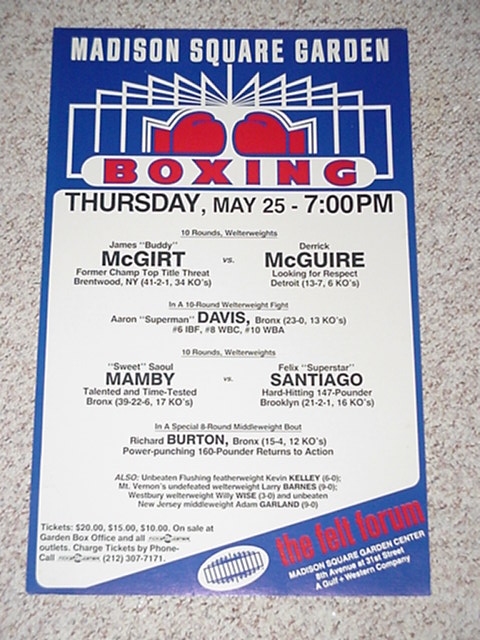 MADISON SQUARE GARDEN
BOXING
THURSDAY, MAY 25 - 7:00PM
10 Rounds, Welterweights
James "Buddy"
McGIRT
Former Champ Top Title Threat
Brentwood, NY (41-2-1, 34 KO's)
vs.
Derrick
McGUIRE
Looking for Respect
Detroit (13-7, 6 KO's)
In A 10-Round Welterweight Fight
Aaron "Superman" DAVIS, Bronx (23-0, 13 KO's)
#6 IBF, #8 WBC, #10 WBA
10 Rounds, Welterweights
"Sweet" Saoul
MAMBY
Talented and Time-Tested
Bronx (39-22-6, 17 KO's)
vs.
Felix "Superstar"
SANTIAGO
Hard-Hitting 147-Pounder
Brooklyn (21-2-1, 16 KO's)
In A Special 8-Round Middleweight Bout
Richard BURTON, Bronx (15-4, 12 KO's)
Power-punching 160-Pounder Returns to Action
ALSO: Unbeaten Flushing featherweight Kevin KELLEY (6-0);
Mt. Vernon's undefeated welterweight Larry BARNES (9-0);
Westbury welterweight Willy WISE (3-0) and unbeaten
New Jersey middleweight Adam GARLAND (9-0)
Tickets: $20.00, $15.00, $10.00. On sale at
Garden Box Office and all
outlets. Charge Tickets by Phone-
Call (212) 307-7171.
the felt forum
MADISON SQUARE GARDEN CENTER
8th Avenue at 31st Street
A Gulf + Western Company